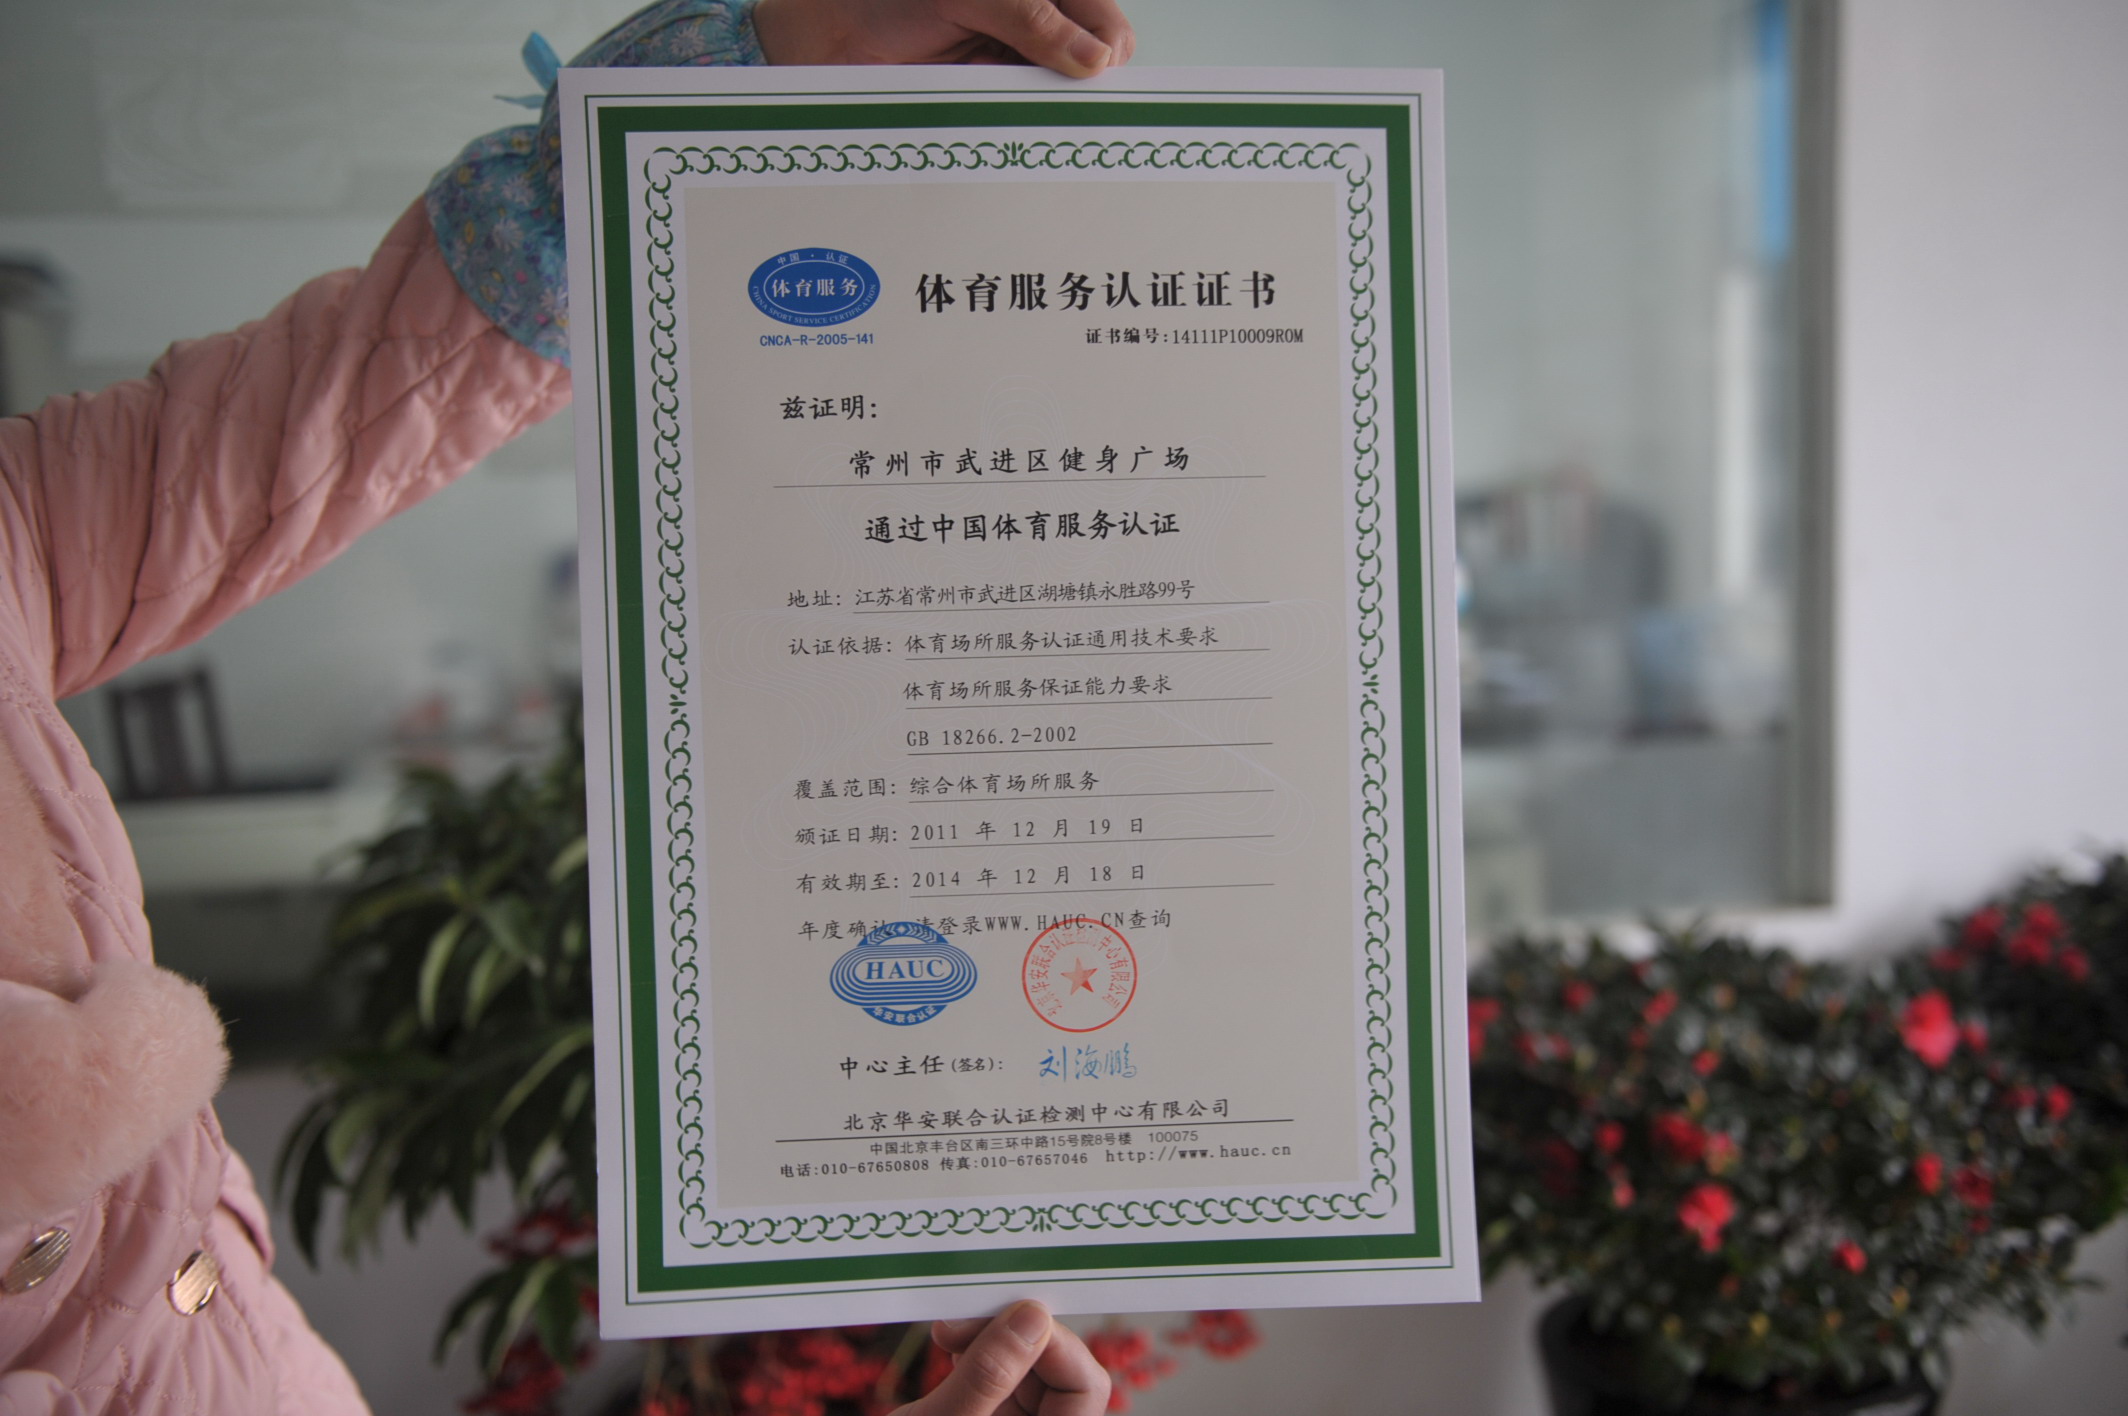 中国·认证
体育服务
CHINA SPORT SERVICE CERTIFICATION
CNCA-R-2005-141
体育服务认证证书
证书编号:14111P10009R0M
兹证明:
常州市武进区健身广场
通过中国体育服务认证
地址: 江苏省常州市武进区湖塘镇永胜路99号
认证依据: 体育场所服务认证通用技术要求
体育场所服务保证能力要求
GB 18266.2-2002
覆盖范围: 综合体育场所服务
颁证日期: 2011 年 12 月 19 日
有效期至: 2014 年 12 月 18 日
年度确认 请登录WWW.HAUC.CN查询
HAUC
华安联合认证
中心主任(签名): 刘海鹏
北京华安联合认证检测中心有限公司
中国北京丰台区南三环中路15号院8号楼 100075
电话:010-67650808 传真:010-67657046 http://www.hauc.cn